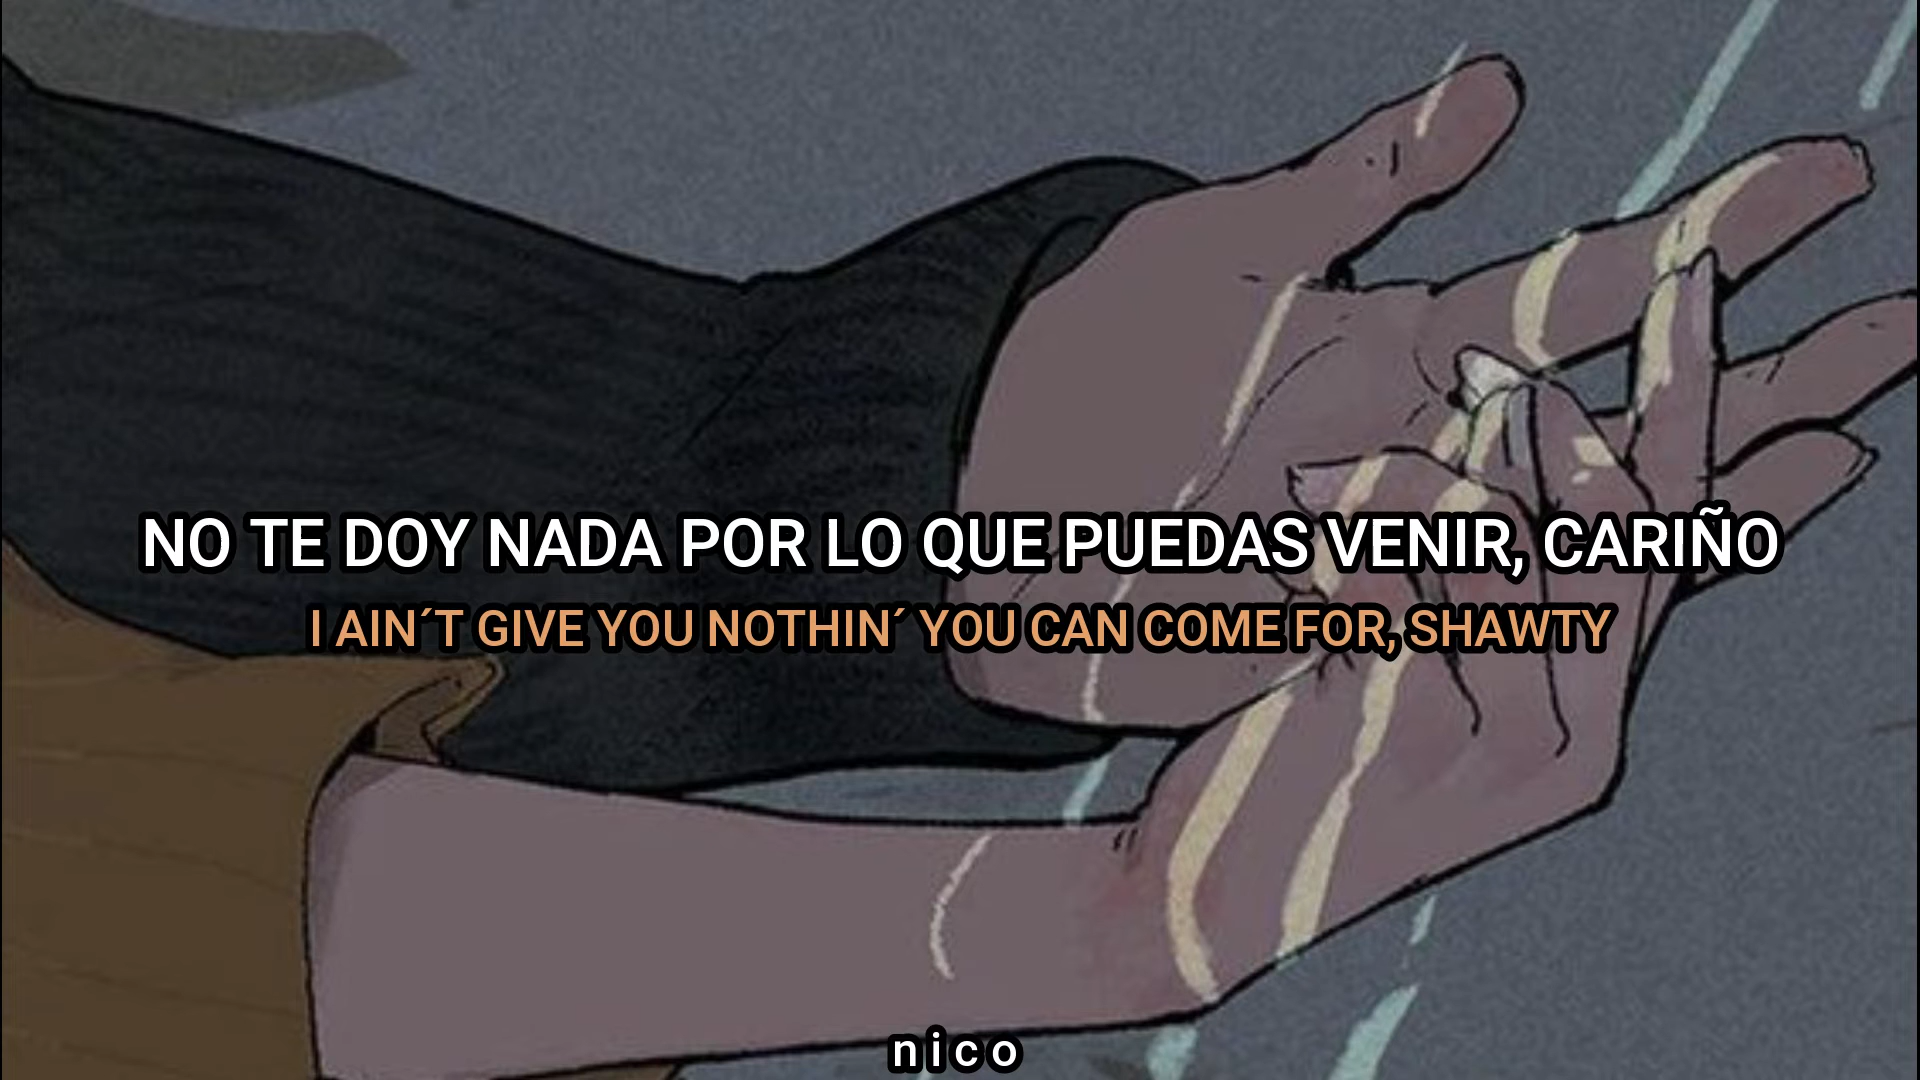 NO TE DOY NADA POR LO QUE PUEDAS VENIR, CARIÑO
I AIN´T GIVE YOU NOTHIN´ YOU CAN COME FOR, SHAWTY
nico